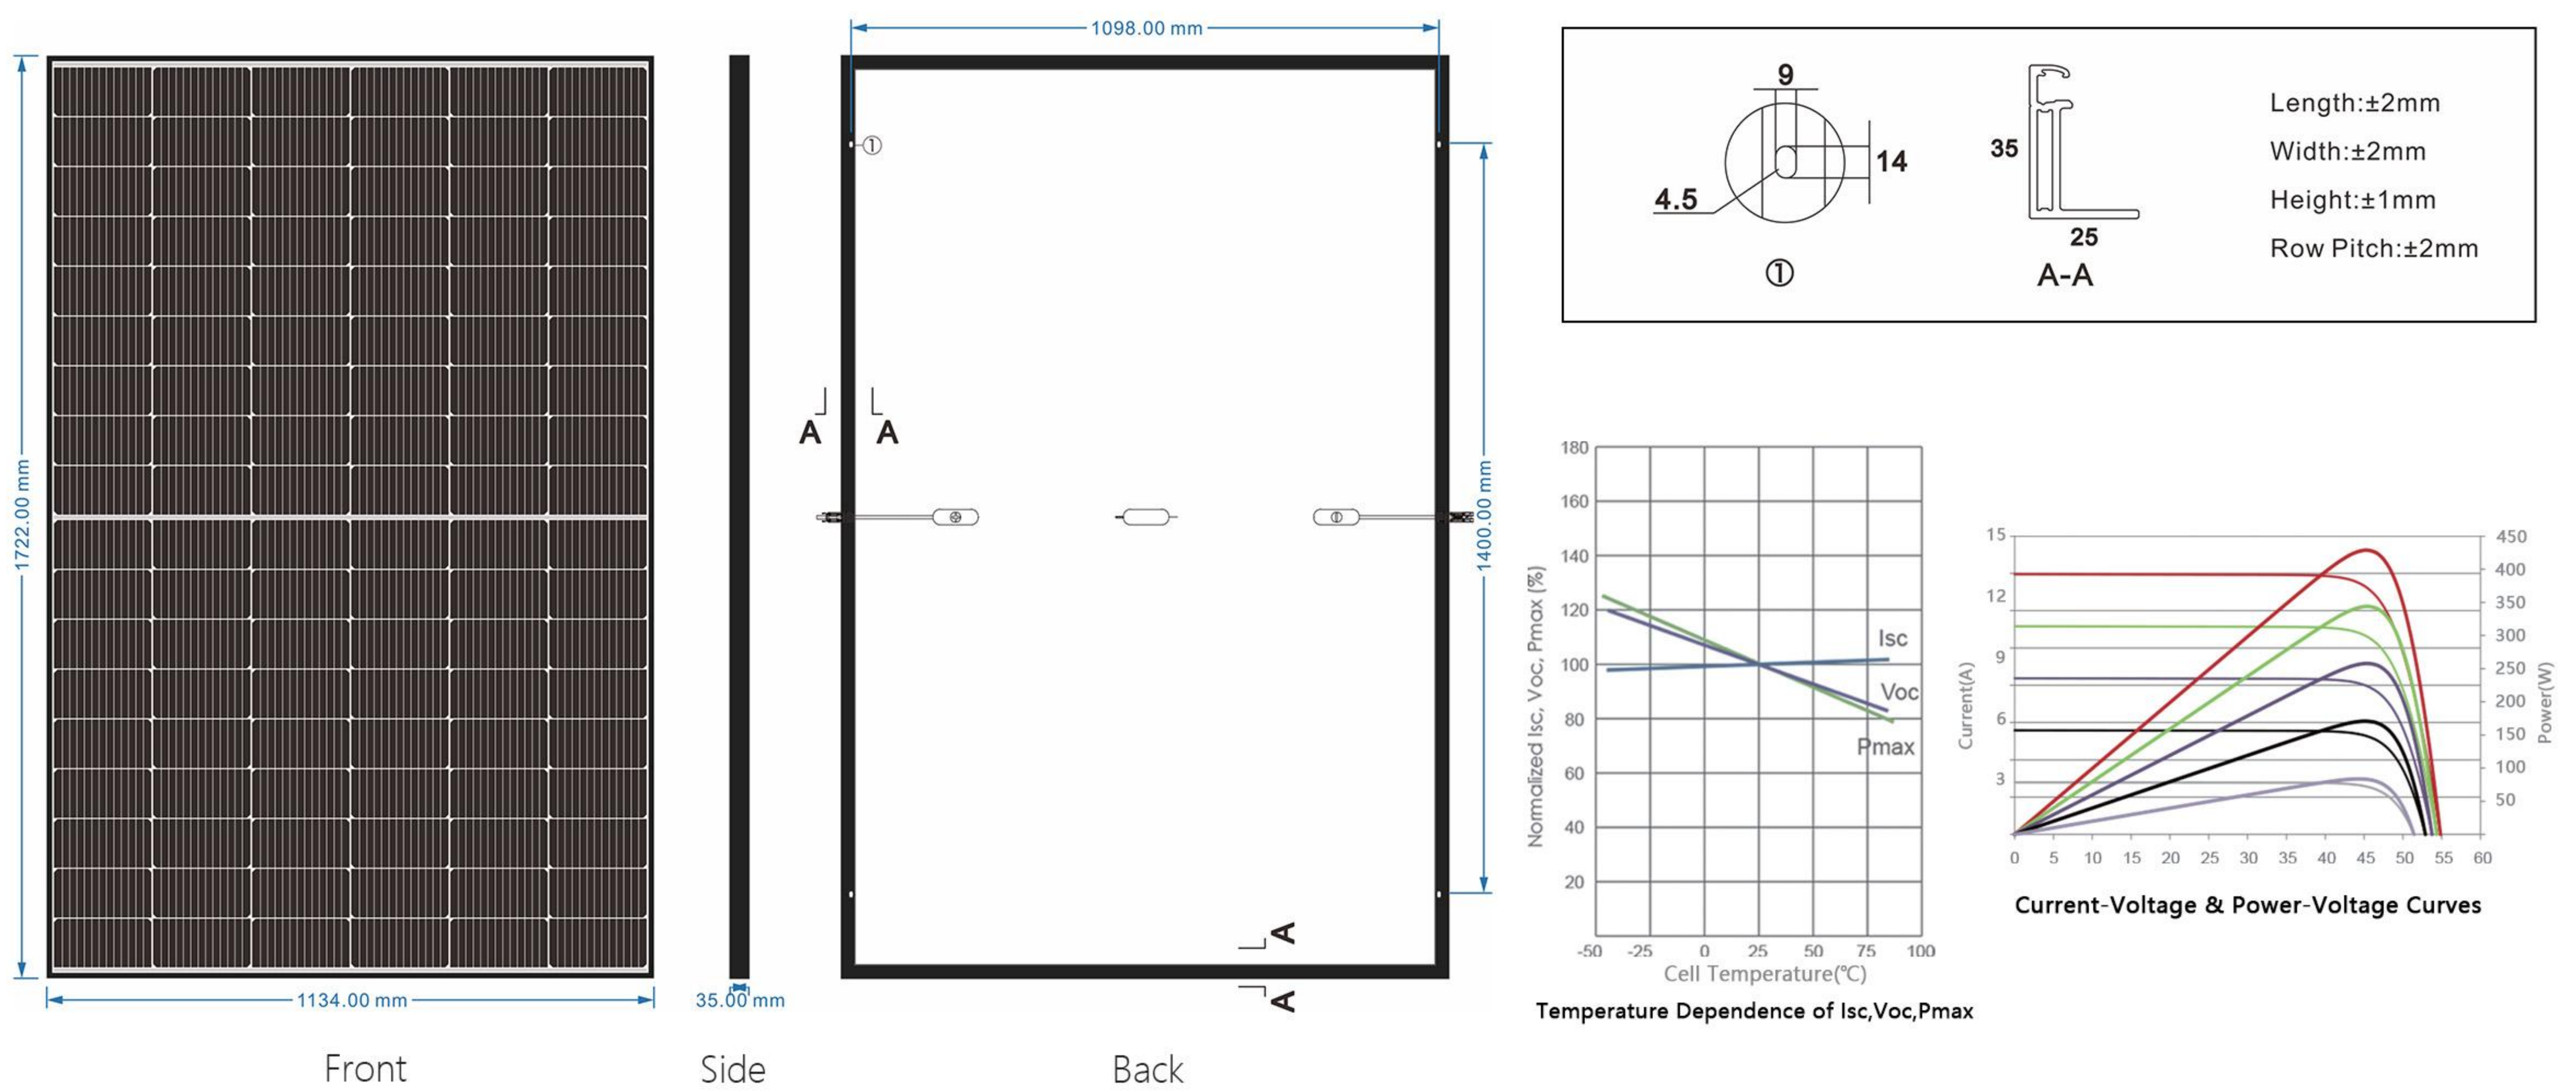 1722.00 mm
1134.00 mm
Front
35.00 mm
Side
1098.00 mm
①
A A
1400.00 mm
A
A
Back
9
14
4.5
①
35
25
A-A
Length:±2mm
Width:±2mm
Height:±1mm
Row Pitch:±2mm
Normalized Isc, Voc, Pmax (%)
180
160
140
120
100
80
60
40
20
Isc
Voc
Pmax
-50 -25 0 25 50 75 100
Cell Temperature(℃)
Temperature Dependence of Isc,Voc,Pmax
Current(A)
15
12
9
6
3
450
400
350
300
250
200
150
100
50
Power(W)
0 5 10 15 20 25 30 35 40 45 50 55 60
Current-Voltage & Power-Voltage Curves